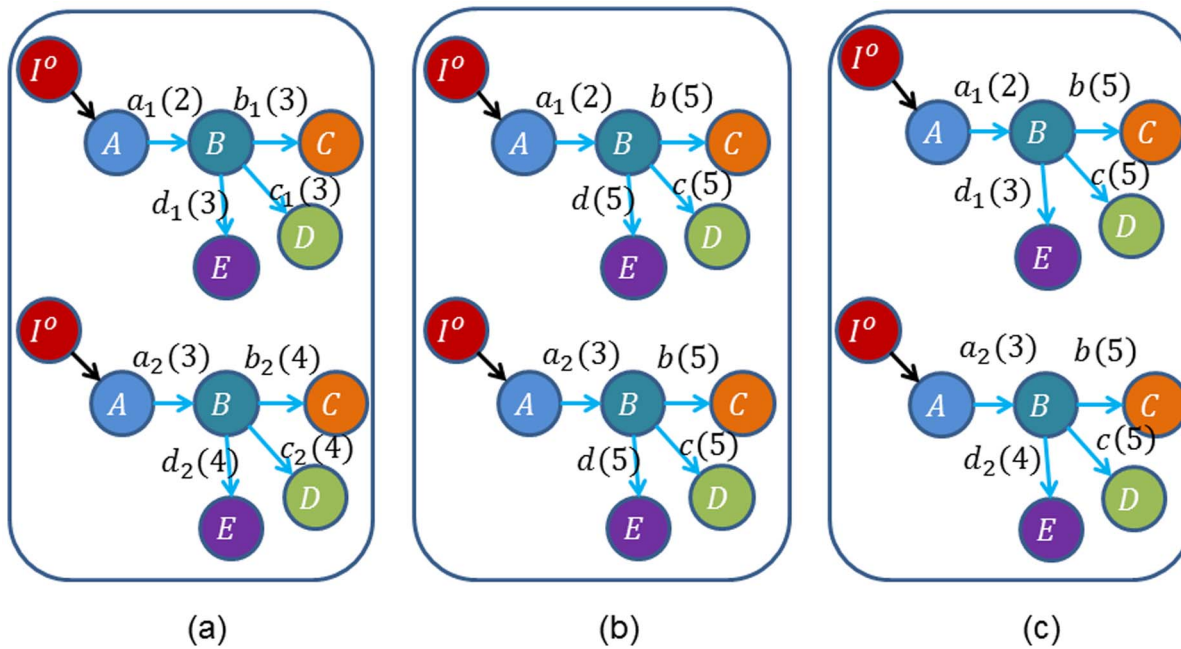 I^o
a_1(2) b_1(3)
A B C
d_1(3) c_1(3)
D
E
I^o
a_2(3) b_2(4)
A B C
d_2(4) c_2(4)
D
E
(a)
I^o
a_1(2) b(5)
A B C
d(5) c(5)
D
E
I^o
a_2(3) b(5)
A B C
d(5) c(5)
D
E
(b)
I^o
a_1(2) b(5)
A B C
d_1(3) c(5)
D
E
I^o
a_2(3) b(5)
A B C
d_2(4) c(5)
D
E
(c)